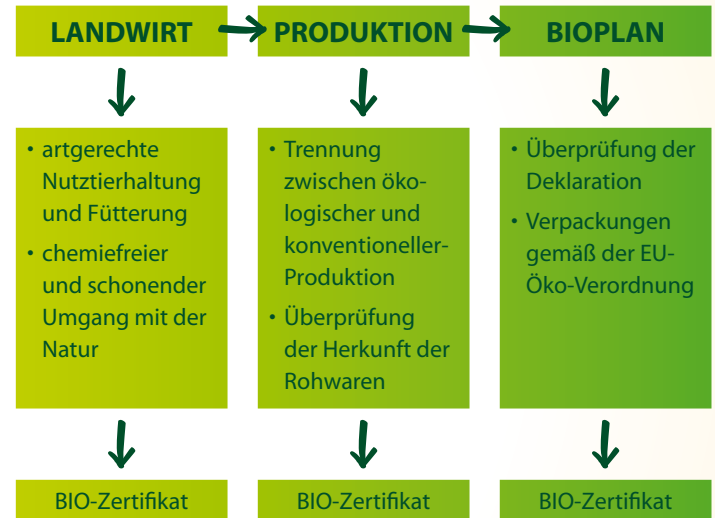 LANDWIRT
PRODUKTION
BIOPLAN
• artgerechte
Nutztierhaltung
und Fütterung
• chemiefreier
und schonender
Umgang mit der
Natur
• Trennung
zwischen öko-
logischer und
konventioneller-
Produktion
• Überprüfung
der Herkunft der
Rohwaren
• Überprüfung der
Deklaration
• Verpackungen
gemäß der EU-
Öko-Verordnung
BIO-Zertifikat
BIO-Zertifikat
BIO-Zertifikat